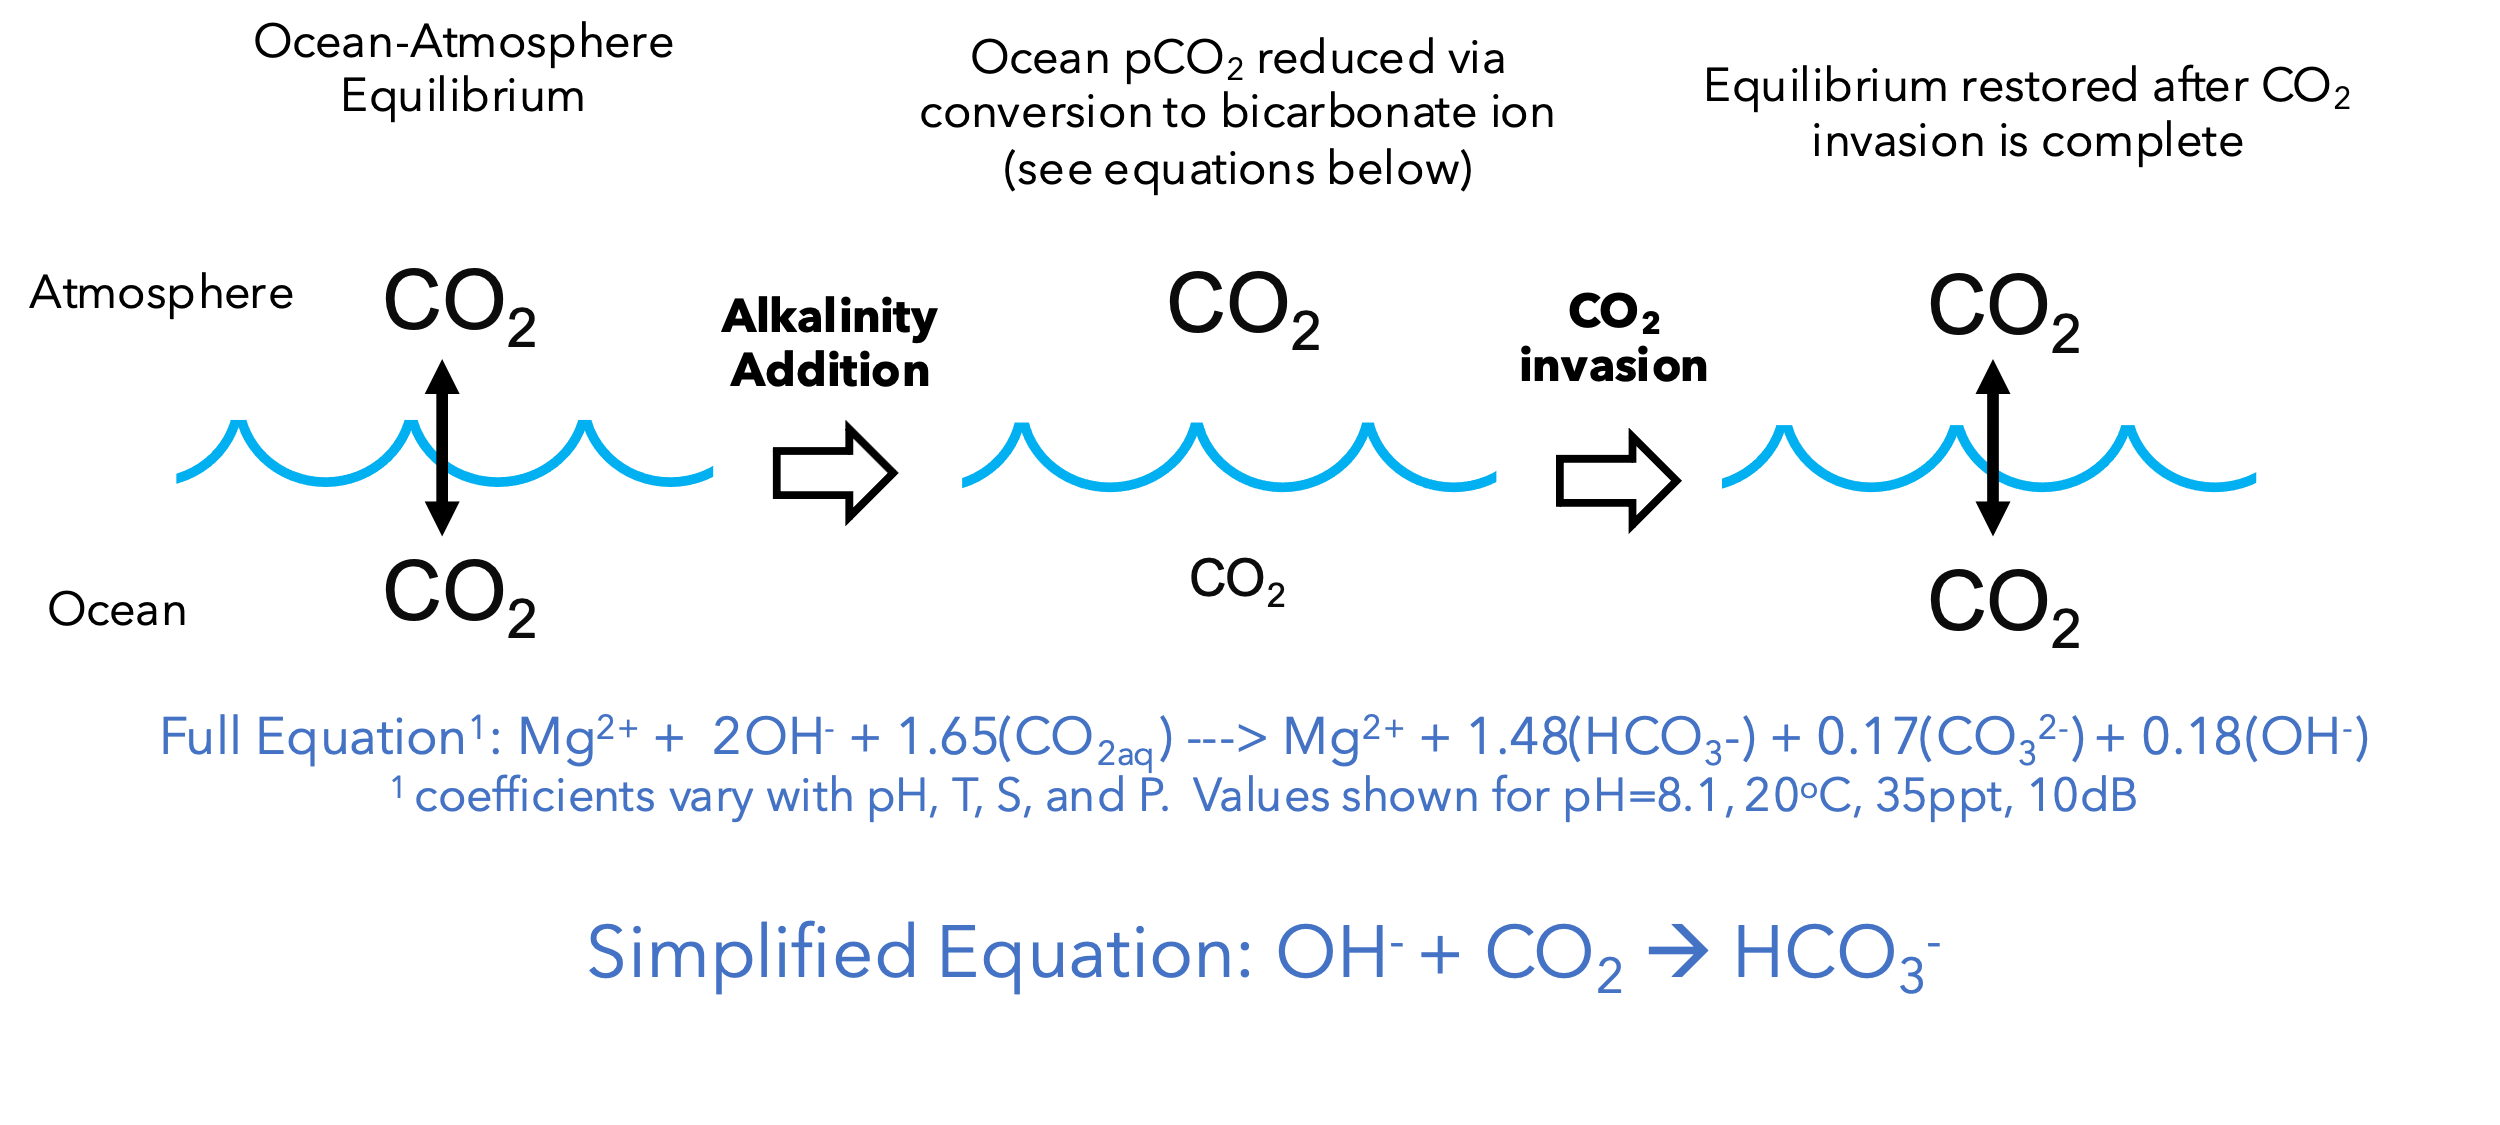 Ocean-Atmosphere
Equilibrium
Ocean pCO₂ reduced via
conversion to bicarbonate ion
(see equations below)
Equilibrium restored after CO₂
invasion is complete
Atmosphere
CO₂
Alkalinity
Addition
CO₂
CO₂
invasion
CO₂
Ocean
CO₂
CO₂
CO₂
Full Equation¹: Mg²⁺ + 2OH⁻ + 1.65(CO₂aq) ---> Mg²⁺ + 1.48(HCO₃-) + 0.17(CO₃²⁻) + 0.18(OH⁻)
¹ coefficients vary with pH, T, S, and P. Values shown for pH=8.1, 20ºC, 35ppt, 10dB
Simplified Equation: OH⁻ + CO₂ → HCO₃⁻